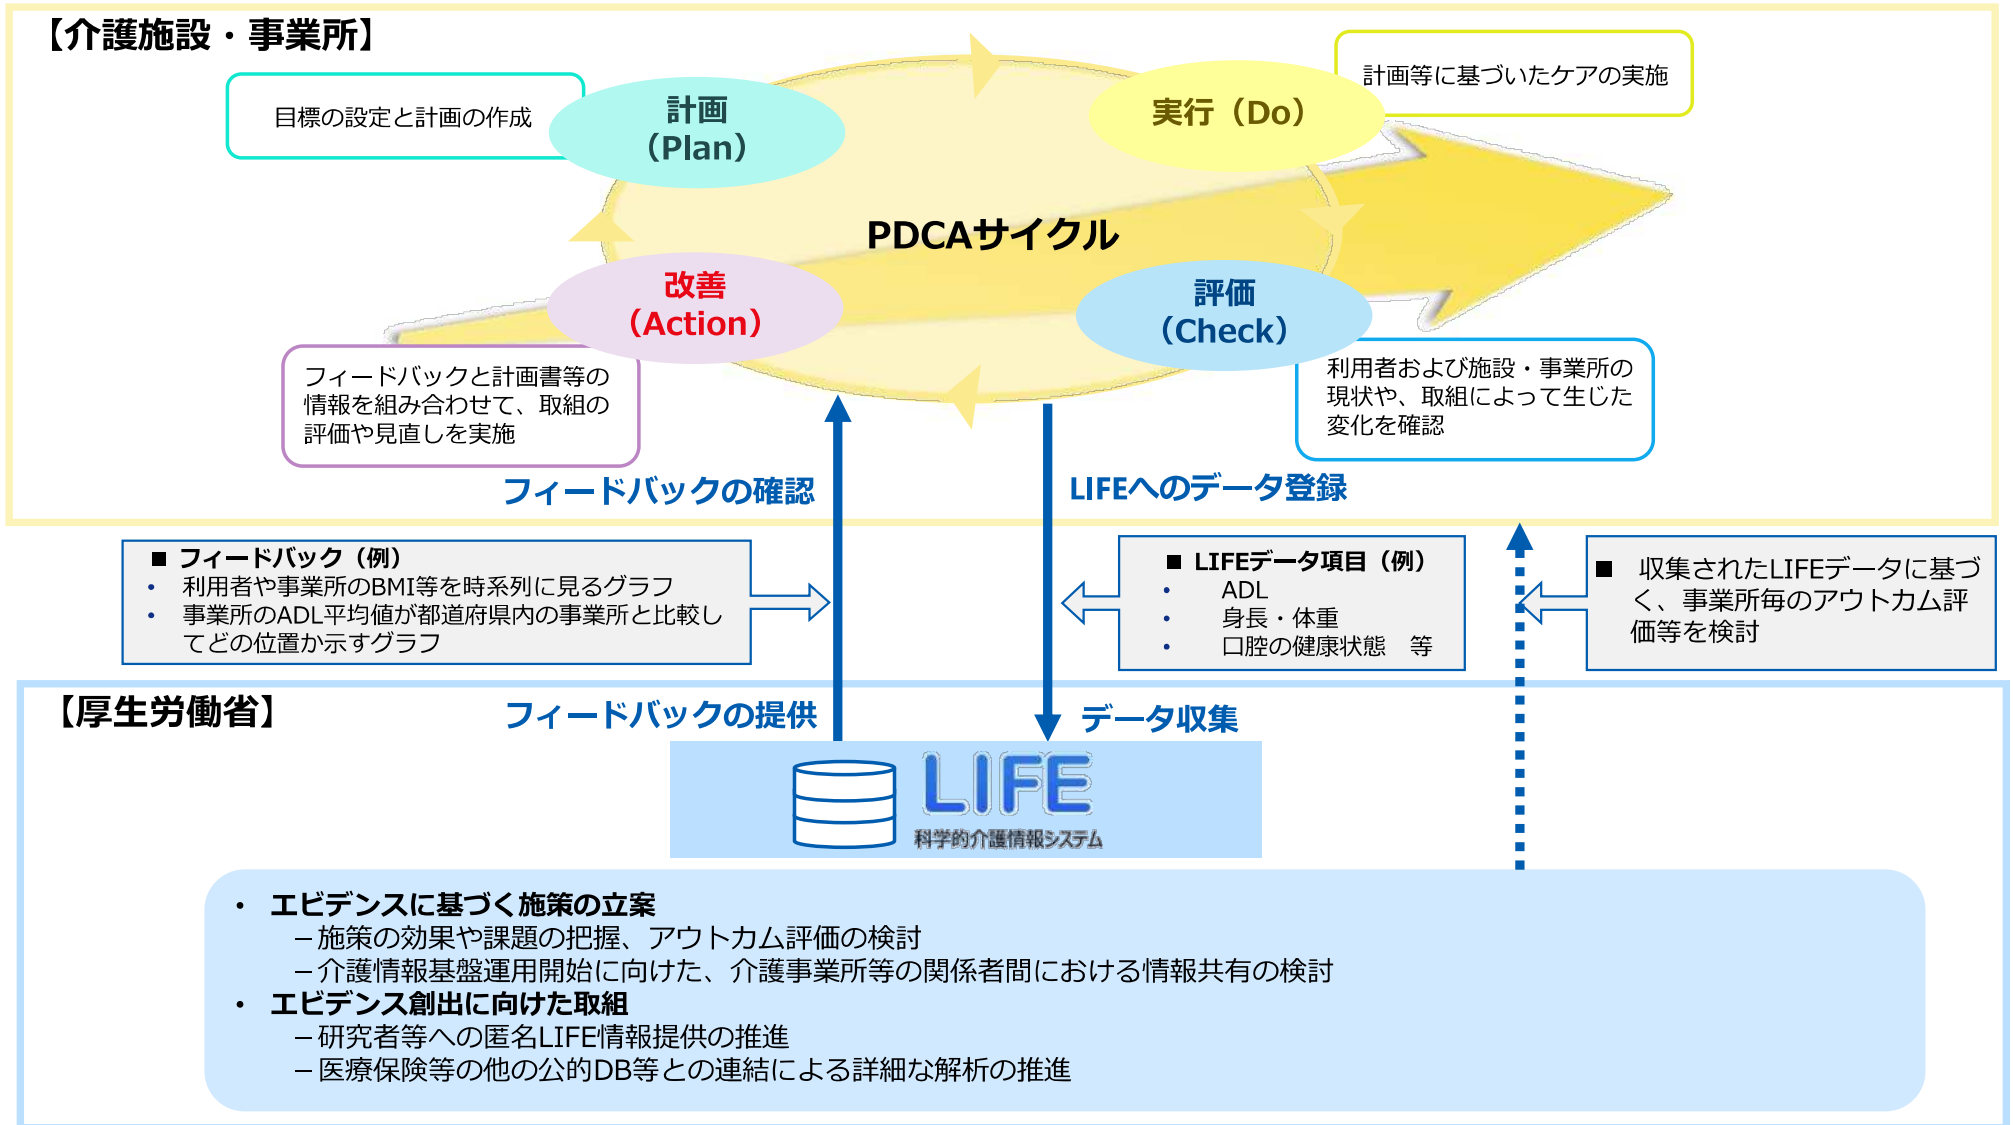 【介護施設・事業所】
目標の設定と計画の作成
計画
（Plan）
実行（Do）
計画等に基づいたケアの実施
PDCAサイクル
改善
（Action）
評価
（Check）
フィードバックと計画書等の
情報を組み合わせて、取組の
評価や見直しを実施
利用者および施設・事業所の
現状や、取組によって生じた
変化を確認
フィードバックの確認
LIFEへのデータ登録
■ フィードバック（例）
• 利用者や事業所のBMI等を時系列に見るグラフ
• 事業所のADL平均値が都道府県内の事業所と比較し
てどの位置か示すグラフ
■ LIFEデータ項目（例）
• ADL
• 身長・体重
• 口腔の健康状態　等
■ 収集されたLIFEデータに基づ
く、事業所毎のアウトカム評
価等を検討
【厚生労働省】
フィードバックの提供
データ収集
LIFE
科学的介護情報システム
・ エビデンスに基づく施策の立案
－施策の効果や課題の把握、アウトカム評価の検討
－介護情報基盤運用開始に向けた、介護事業所等の関係者間における情報共有の検討
・ エビデンス創出に向けた取組
－研究者等への匿名LIFE情報提供の推進
－医療保険等の他の公的DB等との連結による詳細な解析の推進